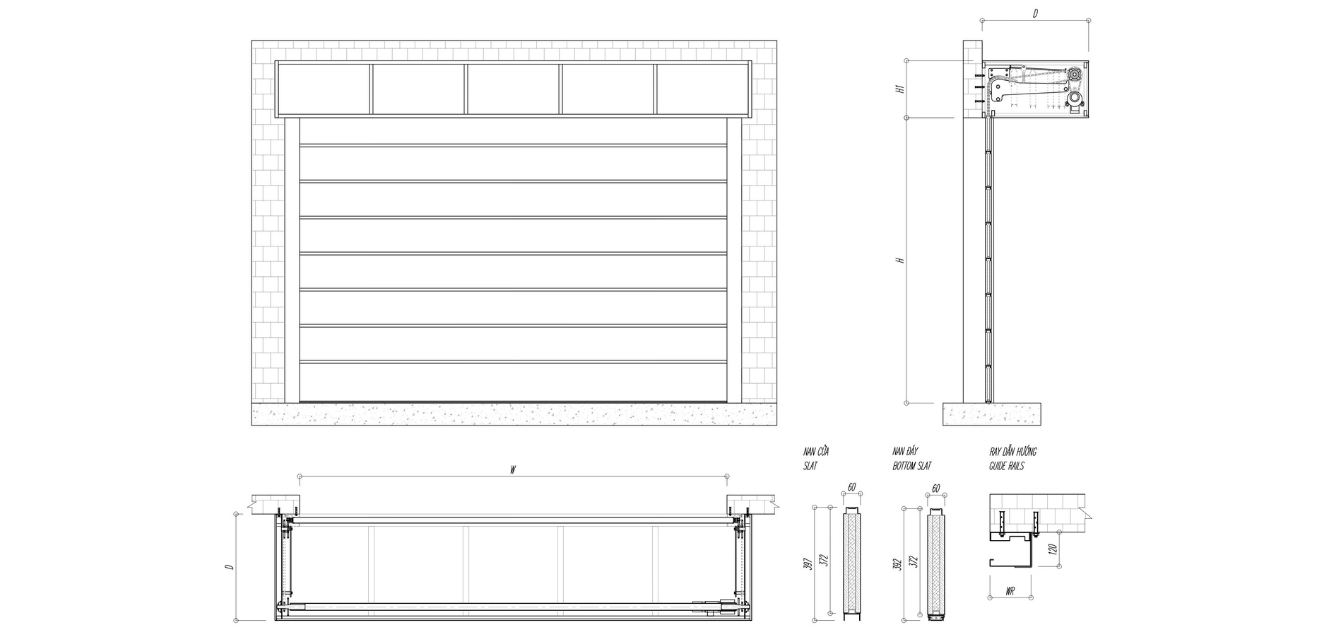 D
H1
H
W
D
NAN CỬA
SLAT
60
397
372
NAN ĐÁY
BOTTOM SLAT
60
392
372
RAY DẪN HƯỚNG
GUIDE RAILS
120
WR